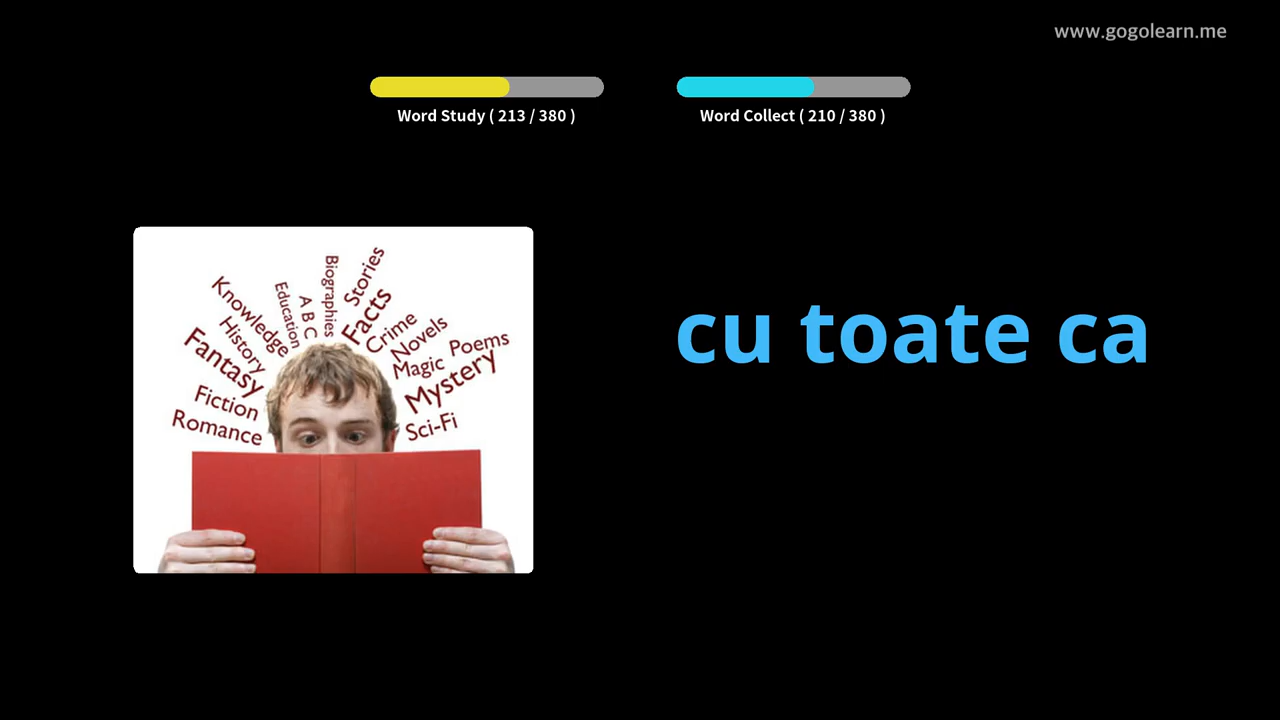 www.gogolearn.me
Word Study ( 213 / 380 )
Word Collect ( 210 / 380 )
cu toate ca
Stories
Biographies
Facts
A B C
Education
Knowledge
History
Fantasy
Fiction
Romance
Crime
Novels
Poems
Magic
Mystery
Sci-Fi